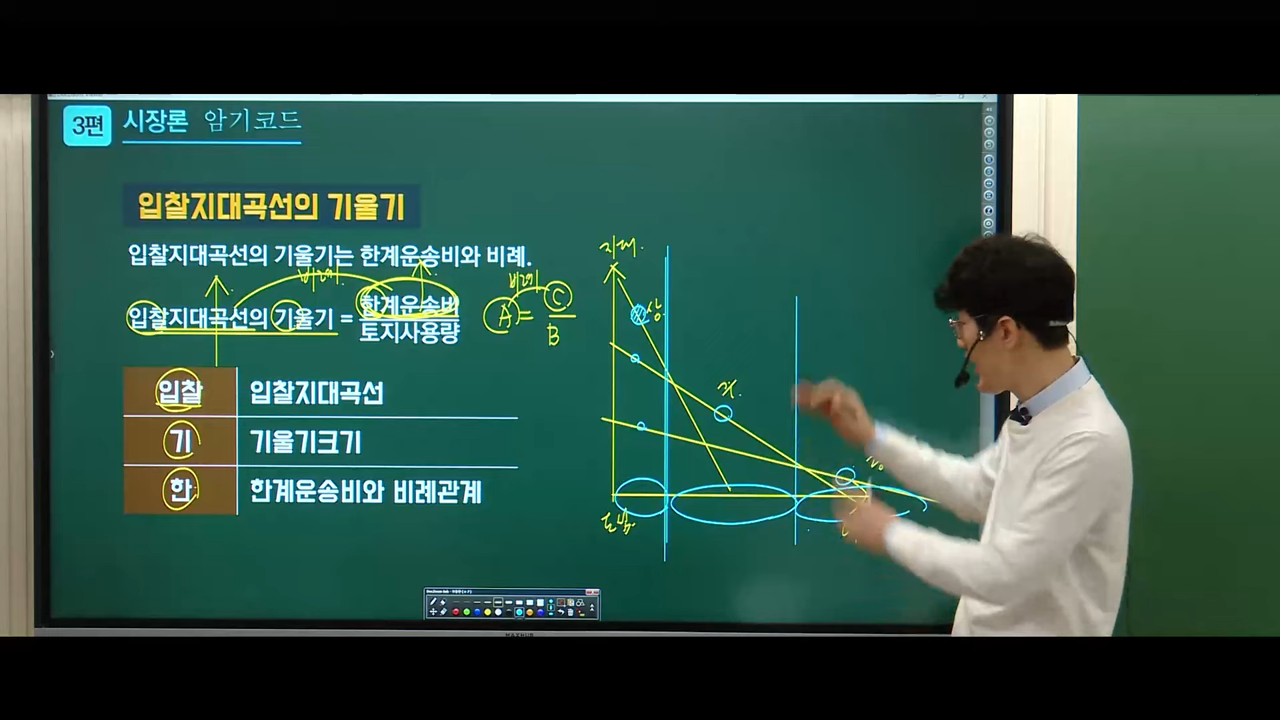 3편 시장론 암기코드
입찰지대곡선의 기울기
입찰지대곡선의 기울기는 한계운송비와 비례.
비례
입찰지대곡선의 기울기 = 한계운송비
토지사용량
비례
A = C
B
입찰 입찰지대곡선
기 기울기크기
한 한계운송비와 비례관계
지대
상
주
도심